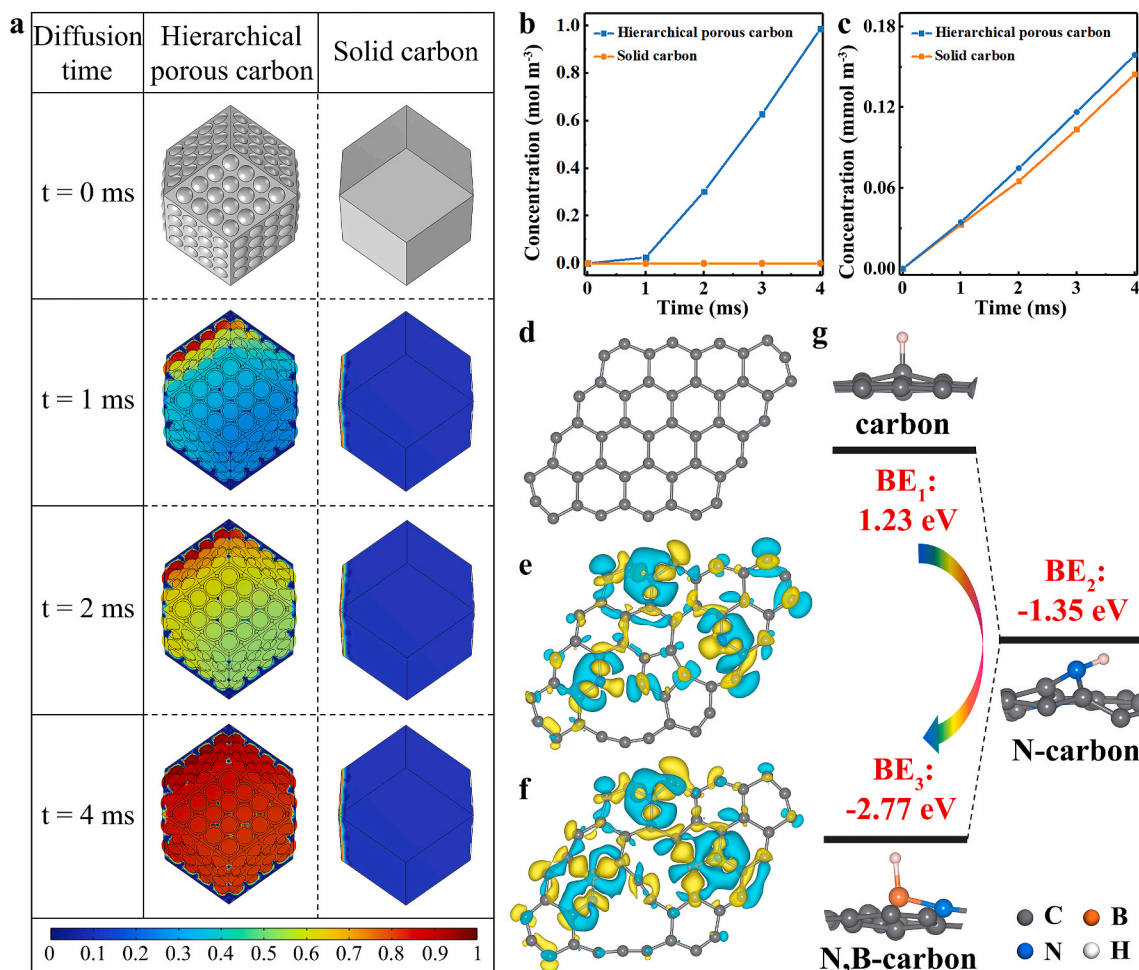 a
Diffusion time
Hierarchical porous carbon
Solid carbon
t = 0 ms
t = 1 ms
t = 2 ms
t = 4 ms
0 0.1 0.2 0.3 0.4 0.5 0.6 0.7 0.8 0.9 1
b
Hierarchical porous carbon
Solid carbon
Concentration (mol m⁻³)
1.0
0.8
0.6
0.4
0.2
0.0
0 1 2 3 4
Time (ms)
c
Hierarchical porous carbon
Solid carbon
Concentration (mmol m⁻³)
0.18
0.12
0.06
0.00
0 1 2 3 4
Time (ms)
d
e
f
g
carbon
BE₁:
1.23 eV
BE₂:
-1.35 eV
N-carbon
BE₃:
-2.77 eV
N,B-carbon
C B
N H